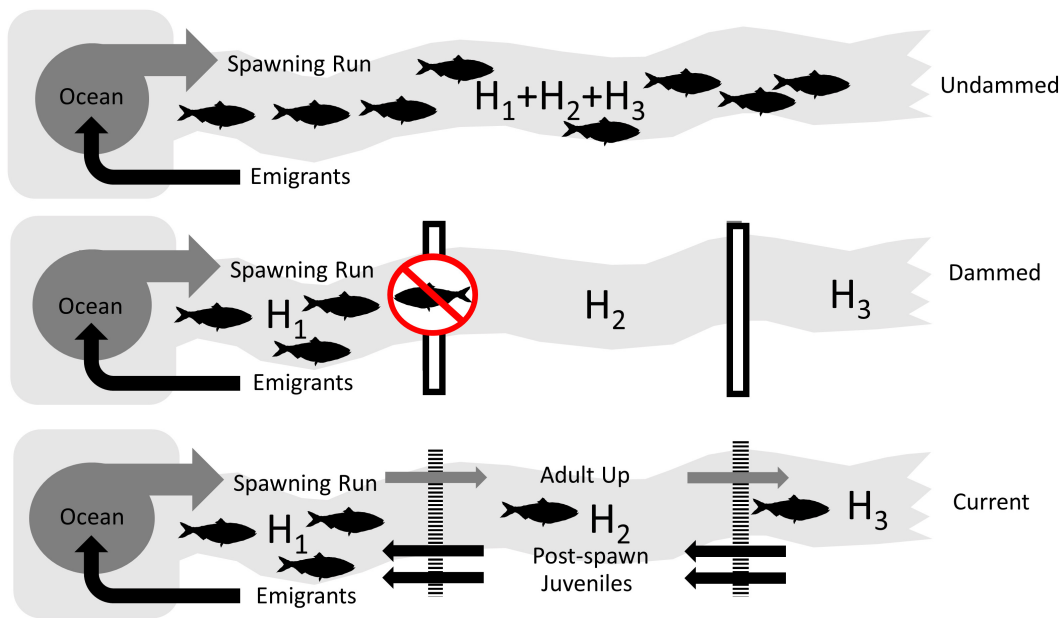 Spawning Run
Ocean
H₁+H₂+H₃
Undammed
Emigrants
Spawning Run
Ocean
H₁
H₂
H₃
Dammed
Emigrants
Spawning Run
Adult Up
Ocean
H₁
H₂
H₃
Current
Post-spawn
Juveniles
Emigrants